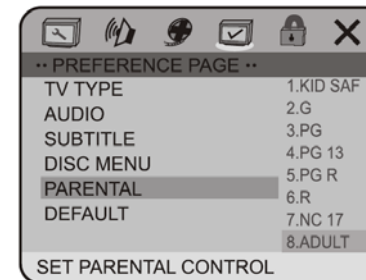 ·· PREFERENCE PAGE ··
TV TYPE
AUDIO
SUBTITLE
DISC MENU
PARENTAL
DEFAULT
1.KID SAF
2.G
3.PG
4.PG 13
5.PG R
6.R
7.NC 17
8.ADULT
SET PARENTAL CONTROL